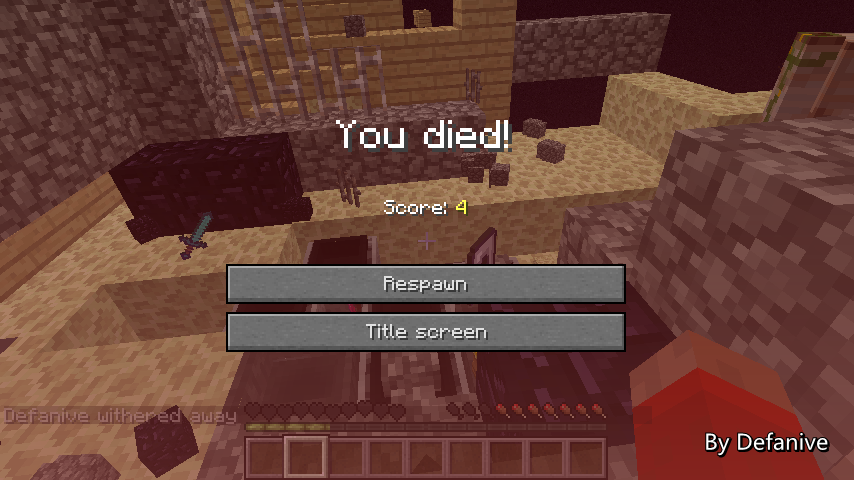 You died!
Score: 4
Respawn
Title screen
Defanive withered away
By Defanive